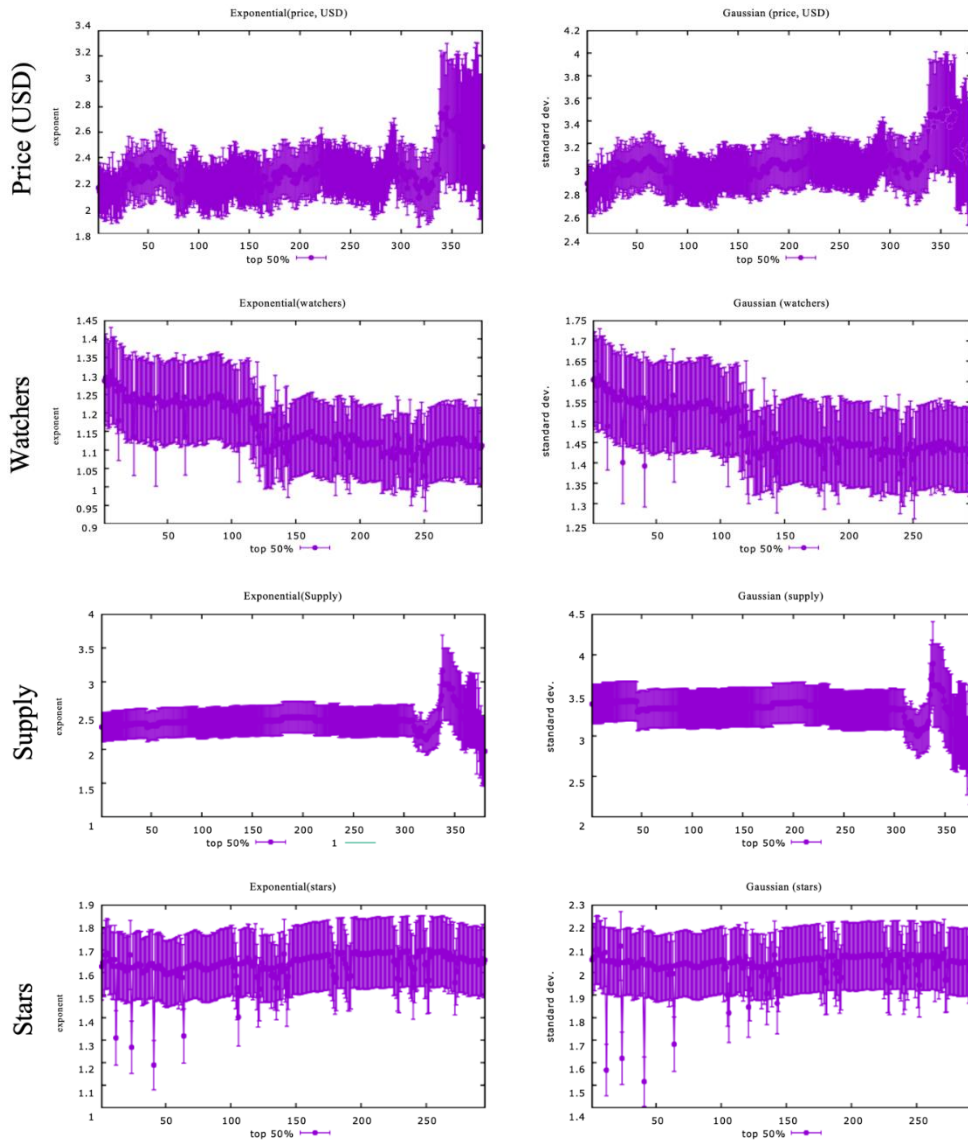 Exponential(price, USD)
Gaussian (price, USD)
Price (USD)
exponent
3.4
3.2
3
2.8
2.6
2.4
2.2
2
1.8
50 100 150 200 250 300 350
top 50%
standard dev.
4.2
4
3.8
3.6
3.4
3.2
3
2.8
2.6
2.4
50 100 150 200 250 300 350
top 50%
Exponential(watchers)
Gaussian (watchers)
Watchers
exponent
1.45
1.4
1.35
1.3
1.25
1.2
1.15
1.1
1.05
1
0.95
0.9
50 100 150 200 250
top 50%
standard dev.
1.75
1.7
1.65
1.6
1.55
1.5
1.45
1.4
1.35
1.3
1.25
50 100 150 200 250
top 50%
Exponential(Supply)
Gaussian (supply)
Supply
exponent
4
3.5
3
2.5
2
1.5
1
50 100 150 200 250 300 350
top 50% 1
standard dev.
4.5
4
3.5
3
2.5
2
50 100 150 200 250 300 350
top 50%
Exponential(stars)
Gaussian (stars)
Stars
exponent
1.9
1.8
1.7
1.6
1.5
1.4
1.3
1.2
1.1
1
50 100 150 200 250
top 50%
standard dev.
2.3
2.2
2.1
2
1.9
1.8
1.7
1.6
1.5
1.4
50 100 150 200 250
top 50%